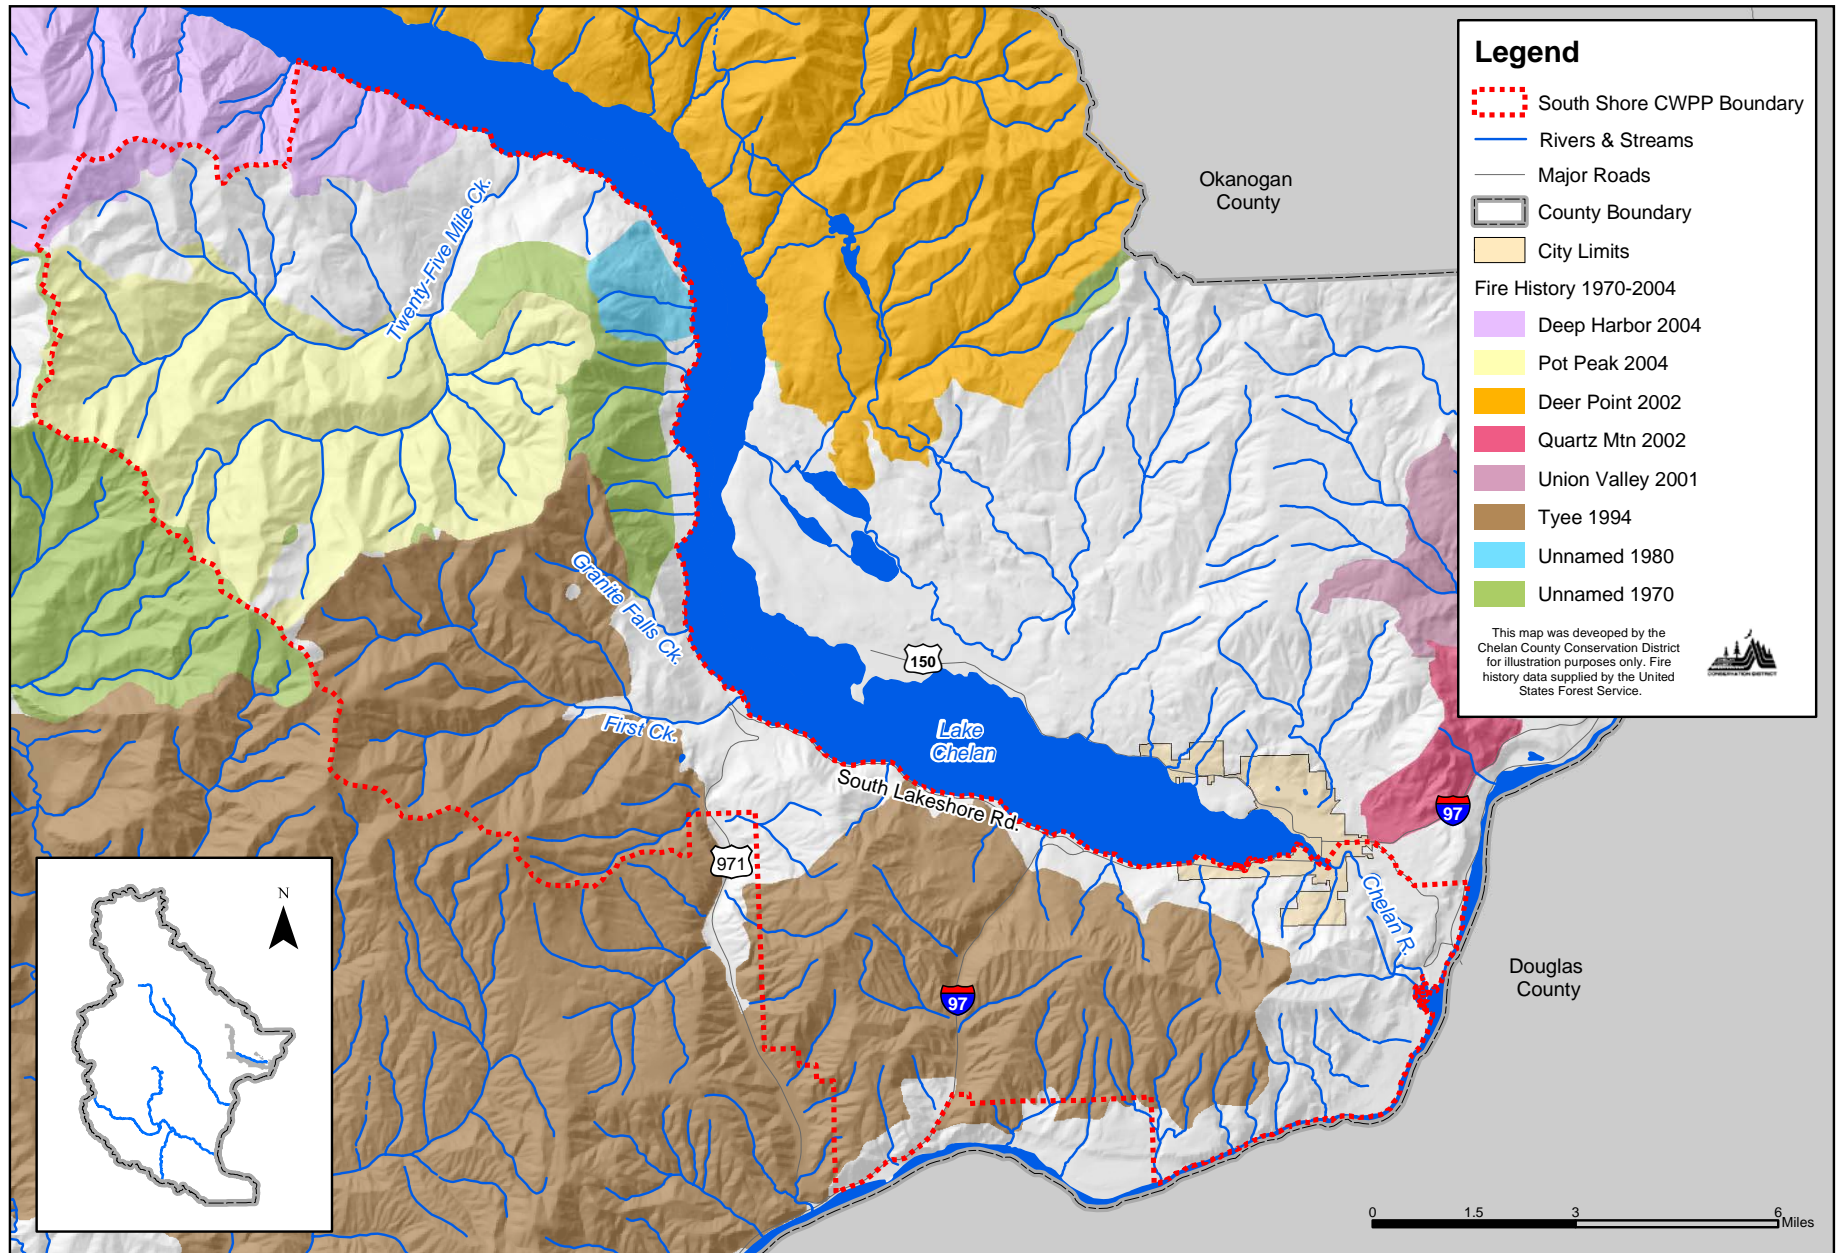 Legend
South Shore CWPP Boundary
Rivers & Streams
Major Roads
County Boundary
City Limits
Fire History 1970-2004
Deep Harbor 2004
Pot Peak 2004
Deer Point 2002
Quartz Mtn 2002
Union Valley 2001
Tyee 1994
Unnamed 1980
Unnamed 1970
This map was deveoped by the
Chelan County Conservation District
for illustration purposes only. Fire
history data supplied by the United
States Forest Service.
CONSERVATION DISTRICT
Okanogan
County
Twenty-Five Mile Ck.
Granite Falls Ck.
First Ck.
150
Lake
Chelan
South Lakeshore Rd.
97
971
Chelan R.
97
Douglas
County
N
0 1.5 3 6
Miles